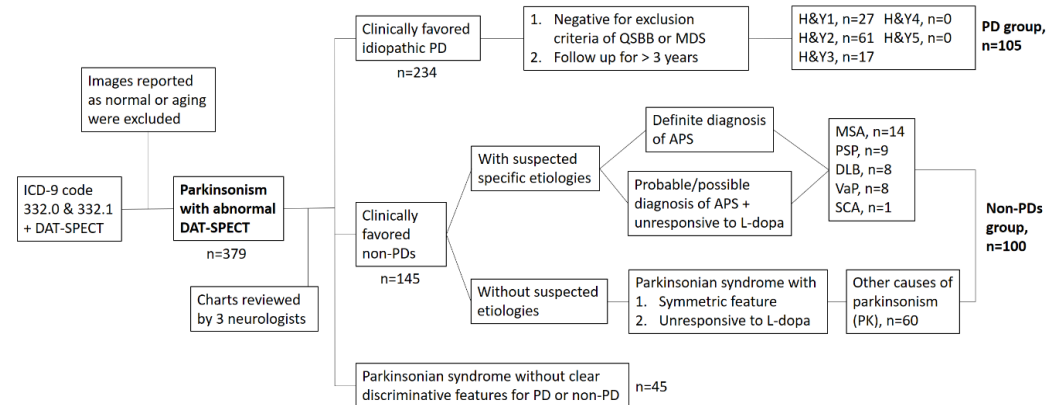 Images reported
as normal or aging
were excluded
ICD-9 code
332.0 & 332.1
+ DAT-SPECT
Parkinsonism
with abnormal
DAT-SPECT
n=379
Charts reviewed
by 3 neurologists
Clinically favored
idiopathic PD
n=234
1. Negative for exclusion
criteria of QSBB or MDS
2. Follow up for > 3 years
H&Y1, n=27 H&Y4, n=0
H&Y2, n=61 H&Y5, n=0
H&Y3, n=17
PD group,
n=105
Clinically
favored
non-PDs
n=145
With suspected
specific etiologies
Definite diagnosis
of APS
Probable/possible
diagnosis of APS +
unresponsive to L-dopa
MSA, n=14
PSP, n=9
DLB, n=8
VaP, n=8
SCA, n=1
Without suspected
etiologies
Parkinsonian syndrome with
1. Symmetric feature
2. Unresponsive to L-dopa
Other causes of
parkinsonism
(PK), n=60
Non-PDs
group,
n=100
Parkinsonian syndrome without clear
discriminative features for PD or non-PD
n=45